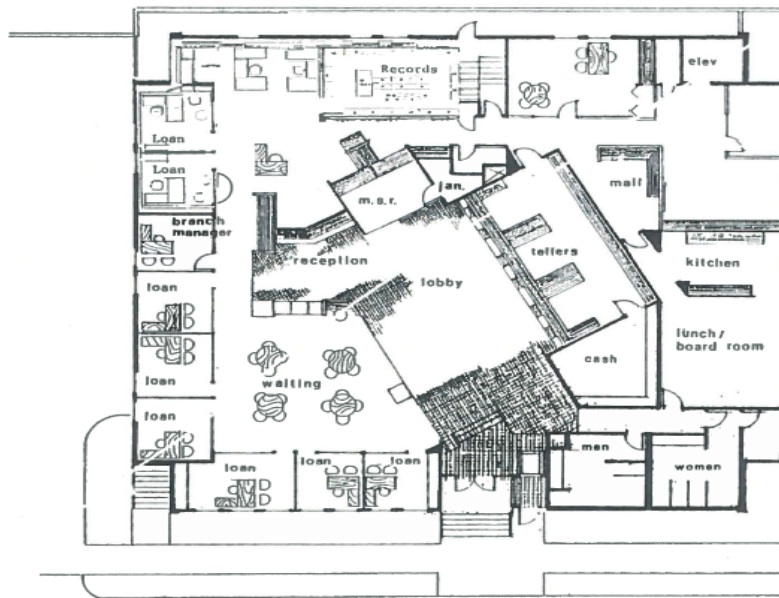 Records
elev
Loan
Loan
jan.
mail
m.s.r.
branch
manager
tellers
reception
kitchen
lobby
loan
lunch/
board room
cash
loan
waiting
loan
men
loan
loan
loan
women